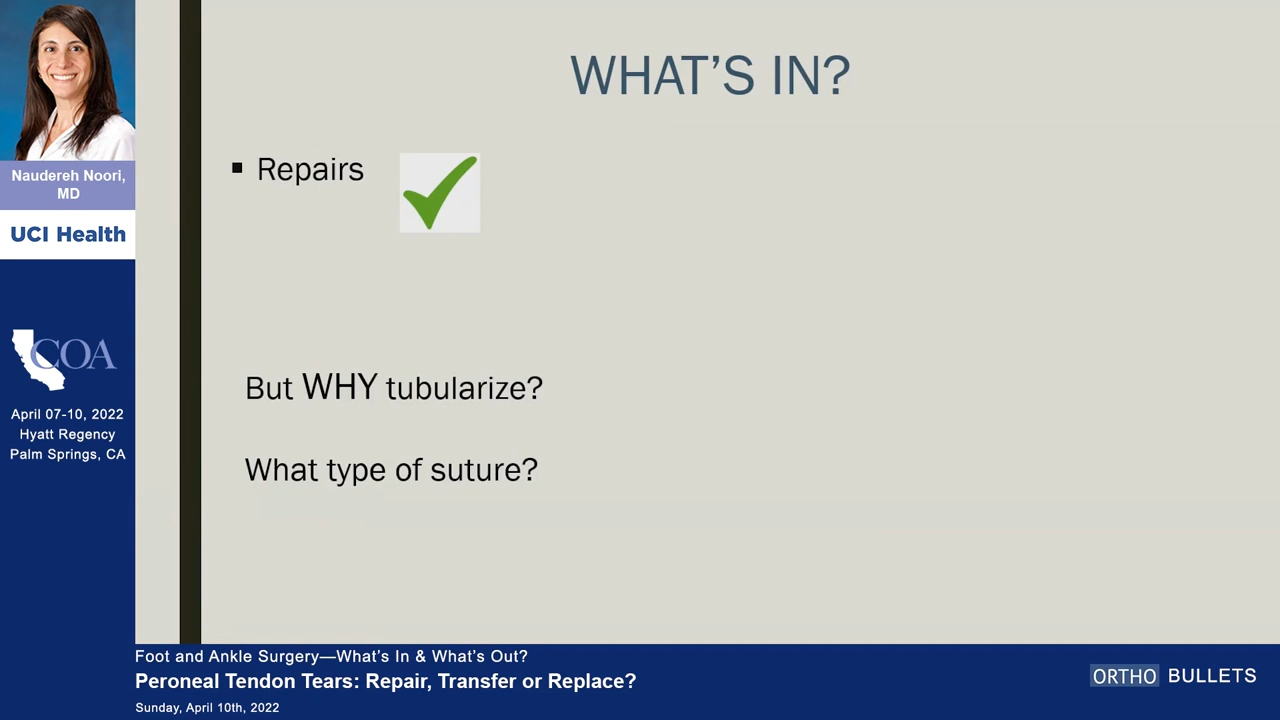 WHAT'S IN?
▪ Repairs
But WHY tubularize?
What type of suture?
Naudereh Noori,
MD
UCI Health
COA
April 07-10, 2022
Hyatt Regency
Palm Springs, CA
Foot and Ankle Surgery—What's In & What's Out?
Peroneal Tendon Tears: Repair, Transfer or Replace?
Sunday, April 10th, 2022
ORTHO BULLETS